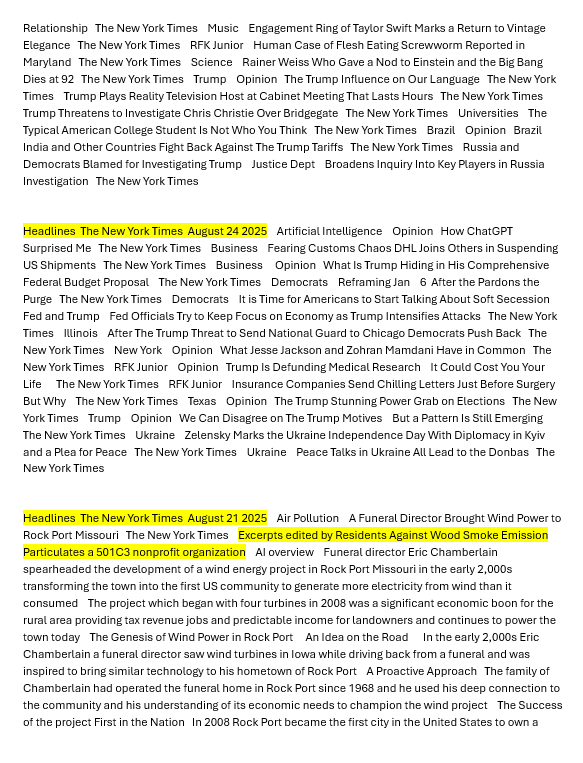 Relationship   The New York Times   Music   Engagement Ring of Taylor Swift Marks a Return to Vintage
Elegance   The New York Times   RFK Junior   Human Case of Flesh Eating Screwworm Reported in
Maryland   The New York Times   Science   Rainer Weiss Who Gave a Nod to Einstein and the Big Bang
Dies at 92   The New York Times   Trump   Opinion   The Trump Influence on Our Language   The New York
Times   Trump Plays Reality Television Host at Cabinet Meeting That Lasts Hours   The New York Times
Trump Threatens to Investigate Chris Christie Over Bridgegate   The New York Times   Universities   The
Typical American College Student Is Not Who You Think   The New York Times   Brazil   Opinion   Brazil
India and Other Countries Fight Back Against The Trump Tariffs   The New York Times   Russia and
Democrats Blamed for Investigating Trump   Justice Dept   Broadens Inquiry Into Key Players in Russia
Investigation   The New York Times
Headlines   The New York Times   August 24 2025   Artificial Intelligence   Opinion   How ChatGPT
Surprised Me   The New York Times   Business   Fearing Customs Chaos DHL Joins Others in Suspending
US Shipments   The New York Times   Business   Opinion   What Is Trump Hiding in His Comprehensive
Federal Budget Proposal   The New York Times   Democrats   Reframing Jan   6   After the Pardons the
Purge   The New York Times   Democrats   It is Time for Americans to Start Talking About Soft Secession
Fed and Trump   Fed Officials Try to Keep Focus on Economy as Trump Intensifies Attacks   The New York
Times   Illinois   After The Trump Threat to Send National Guard to Chicago Democrats Push Back   The
New York Times   New York   Opinion   What Jesse Jackson and Zohran Mamdani Have in Common   The
New York Times   RFK Junior   Opinion   Trump Is Defunding Medical Research   It Could Cost You Your
Life   The New York Times   RFK Junior   Insurance Companies Send Chilling Letters Just Before Surgery
But Why   The New York Times   Texas   Opinion   The Trump Stunning Power Grab on Elections   The New
York Times   Trump   Opinion   We Can Disagree on The Trump Motives   But a Pattern Is Still Emerging
The New York Times   Ukraine   Zelensky Marks the Ukraine Independence Day With Diplomacy in Kyiv
and a Plea for Peace   The New York Times   Ukraine   Peace Talks in Ukraine All Lead to the Donbas   The
New York Times
Headlines   The New York Times   August 21 2025   Air Pollution   A Funeral Director Brought Wind Power to
Rock Port Missouri   The New York Times   Excerpts edited by Residents Against Wood Smoke Emission
Particulates a 501C3 nonprofit organization   AI overview   Funeral director Eric Chamberlain
spearheaded the development of a wind energy project in Rock Port Missouri in the early 2,000s
transforming the town into the first US community to generate more electricity from wind than it
consumed   The project which began with four turbines in 2008 was a significant economic boon for the
rural area providing tax revenue jobs and predictable income for landowners and continues to power the
town today   The Genesis of Wind Power in Rock Port   An Idea on the Road   In the early 2,000s Eric
Chamberlain a funeral director saw wind turbines in Iowa while driving back from a funeral and was
inspired to bring similar technology to his hometown of Rock Port   A Proactive Approach   The family of
Chamberlain had operated the funeral home in Rock Port since 1968 and he used his deep connection to
the community and his understanding of its economic needs to champion the wind project   The Success
of the project First in the Nation   In 2008 Rock Port became the first city in the United States to own a